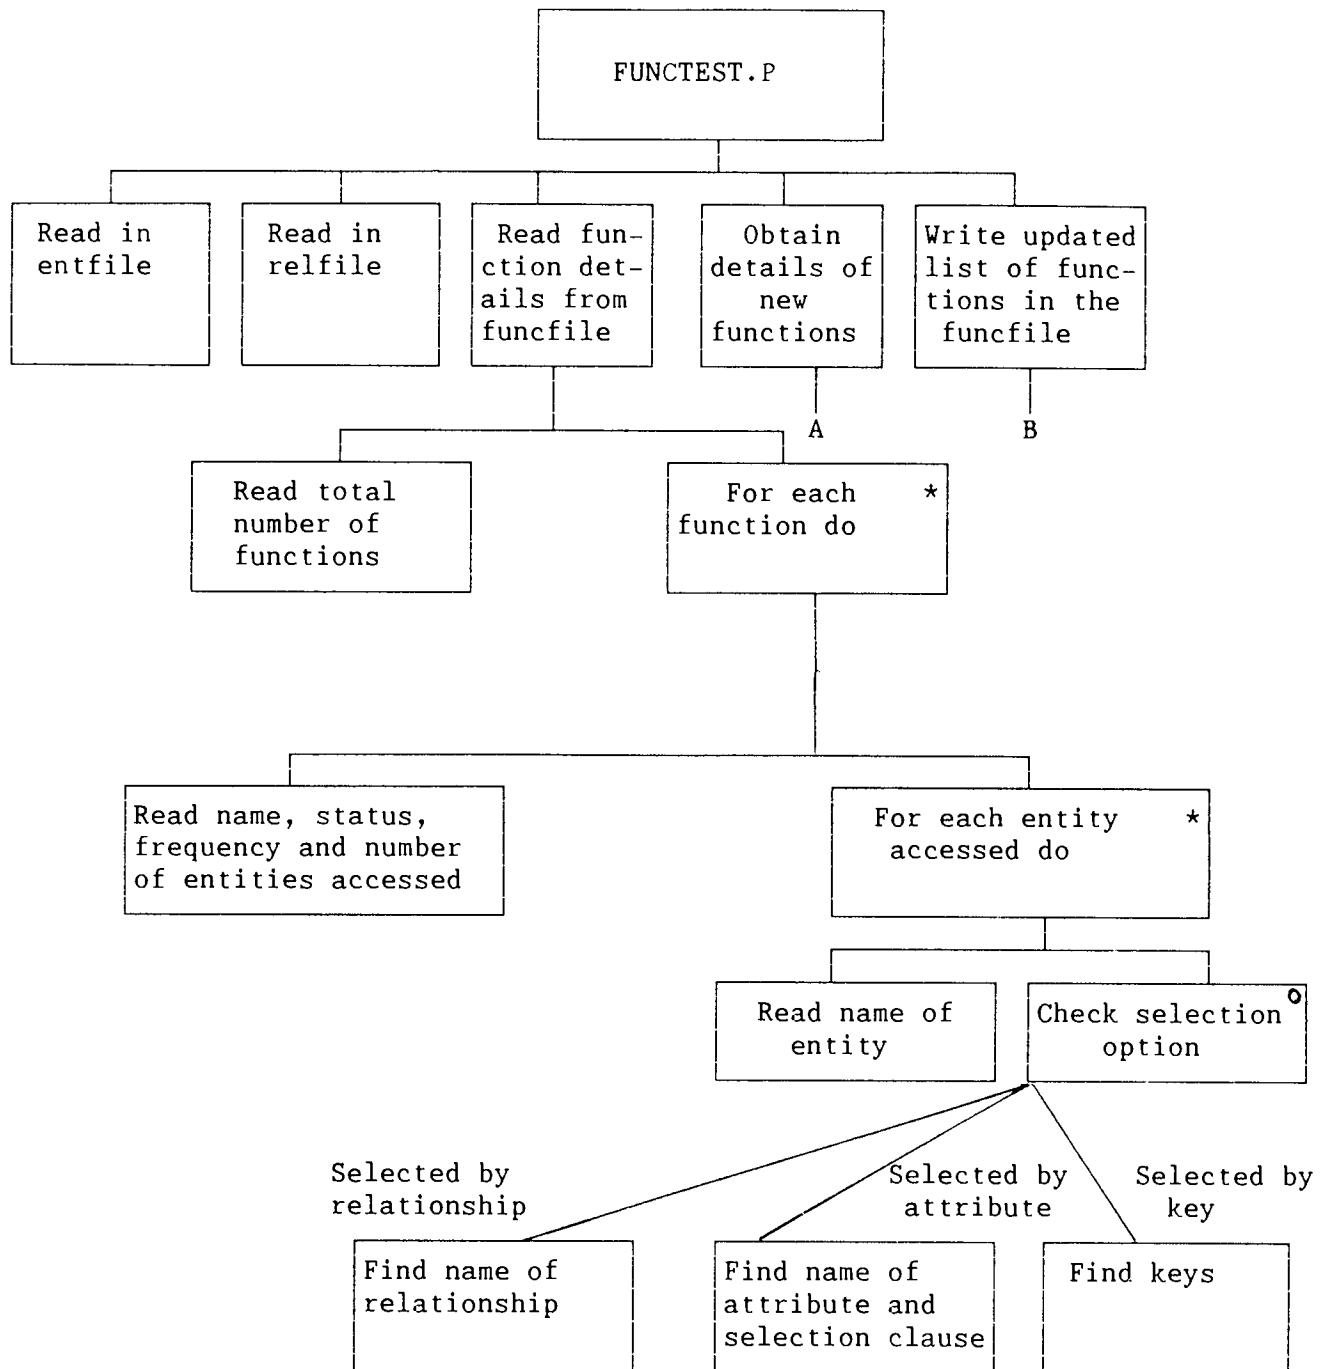 FUNCTEST.P
Read in
entfile
Read in
relfile
Read fun-
ction det-
ails from
funcfile
Obtain
details of
new
functions
Write updated
list of func-
tions in the
funcfile
A
B
Read total
number of
functions
For each *
function do
Read name, status,
frequency and number
of entities accessed
For each entity *
accessed do
Read name of
entity
Check selection o
option
Selected by
relationship
Selected by
attribute
Selected by
key
Find name of
relationship
Find name of
attribute and
selection clause
Find keys